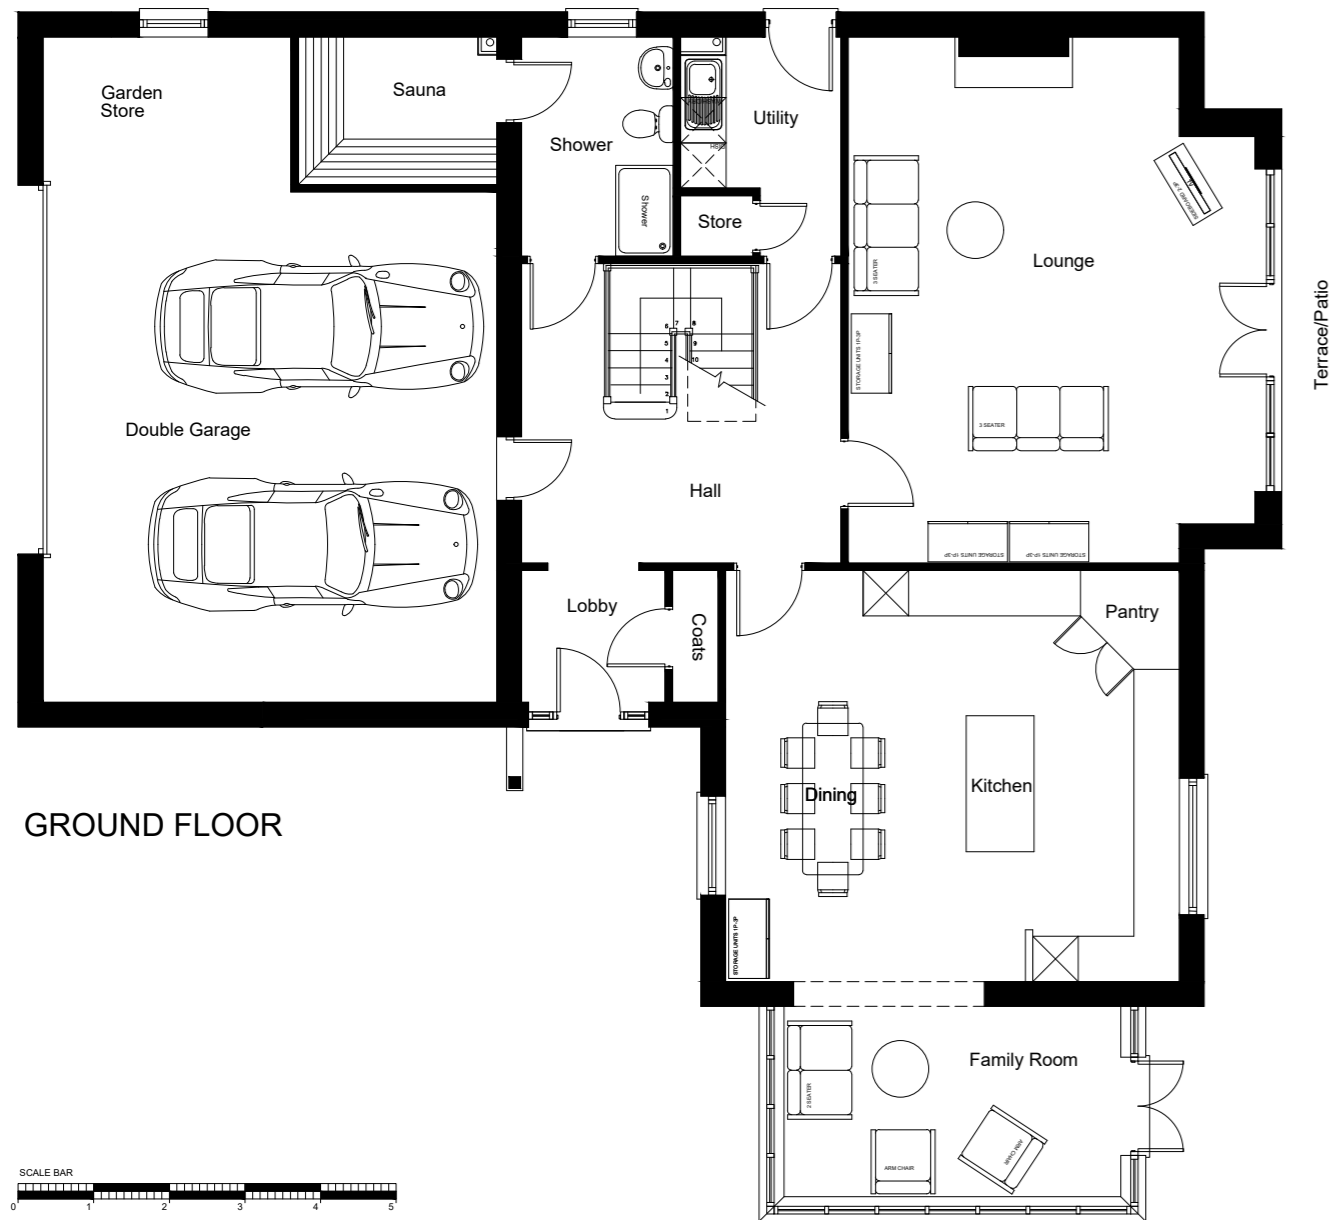 Garden
Store
Sauna
Shower
Shower
Utility
Store
Lounge
3 SEATER
STORAGE UNITS 1P-3P
3 SEATER
STORAGE UNITS 1P-3P
STORAGE UNITS 1P-3P
Terrace/Patio
Double Garage
1
2
3
4
5
6
7
8
9
10
Hall
Lobby
Coats
Pantry
Dining
Kitchen
STORAGE UNITS 1P-3P
GROUND FLOOR
Family Room
2 SEATER
ARM CHAIR
ARM CHAIR
SCALE BAR
0 1 2 3 4 5